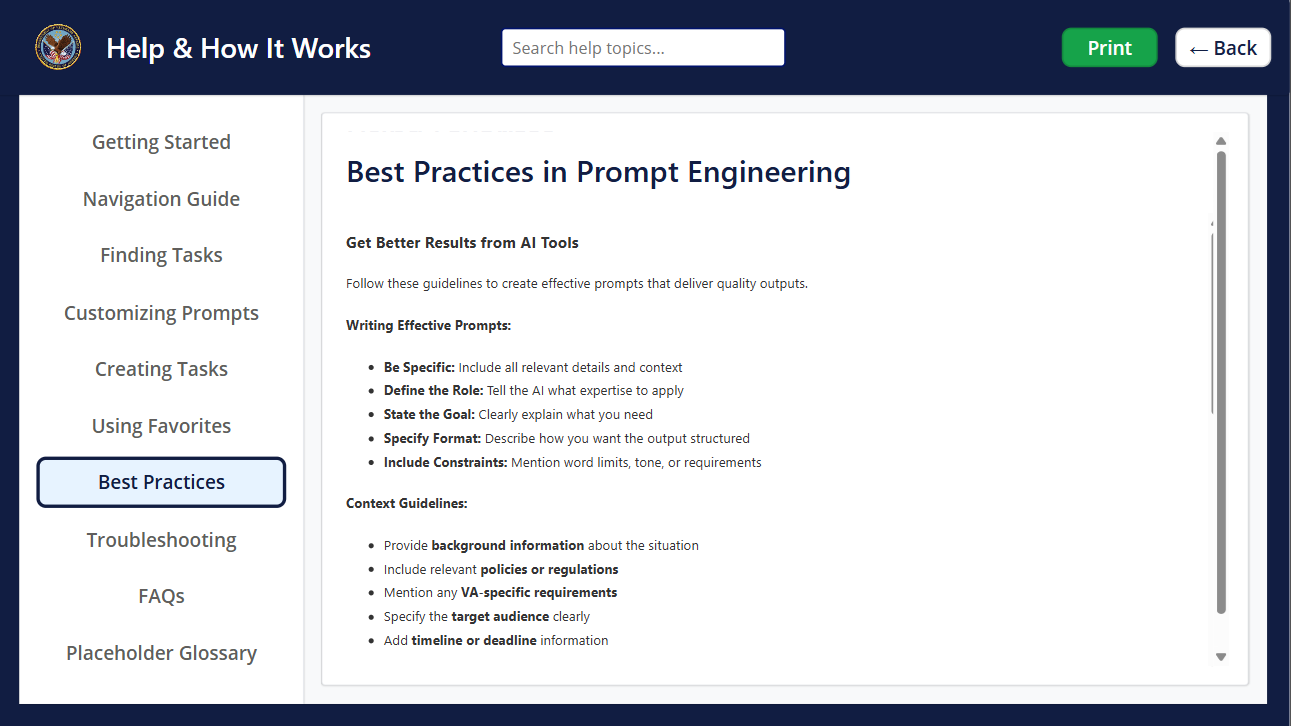 Help & How It Works
Search help topics...
Print
← Back
Getting Started
Navigation Guide
Finding Tasks
Customizing Prompts
Creating Tasks
Using Favorites
Best Practices
Troubleshooting
FAQs
Placeholder Glossary
Best Practices in Prompt Engineering
Get Better Results from AI Tools
Follow these guidelines to create effective prompts that deliver quality outputs.
Writing Effective Prompts:
• Be Specific: Include all relevant details and context
• Define the Role: Tell the AI what expertise to apply
• State the Goal: Clearly explain what you need
• Specify Format: Describe how you want the output structured
• Include Constraints: Mention word limits, tone, or requirements
Context Guidelines:
• Provide background information about the situation
• Include relevant policies or regulations
• Mention any VA-specific requirements
• Specify the target audience clearly
• Add timeline or deadline information